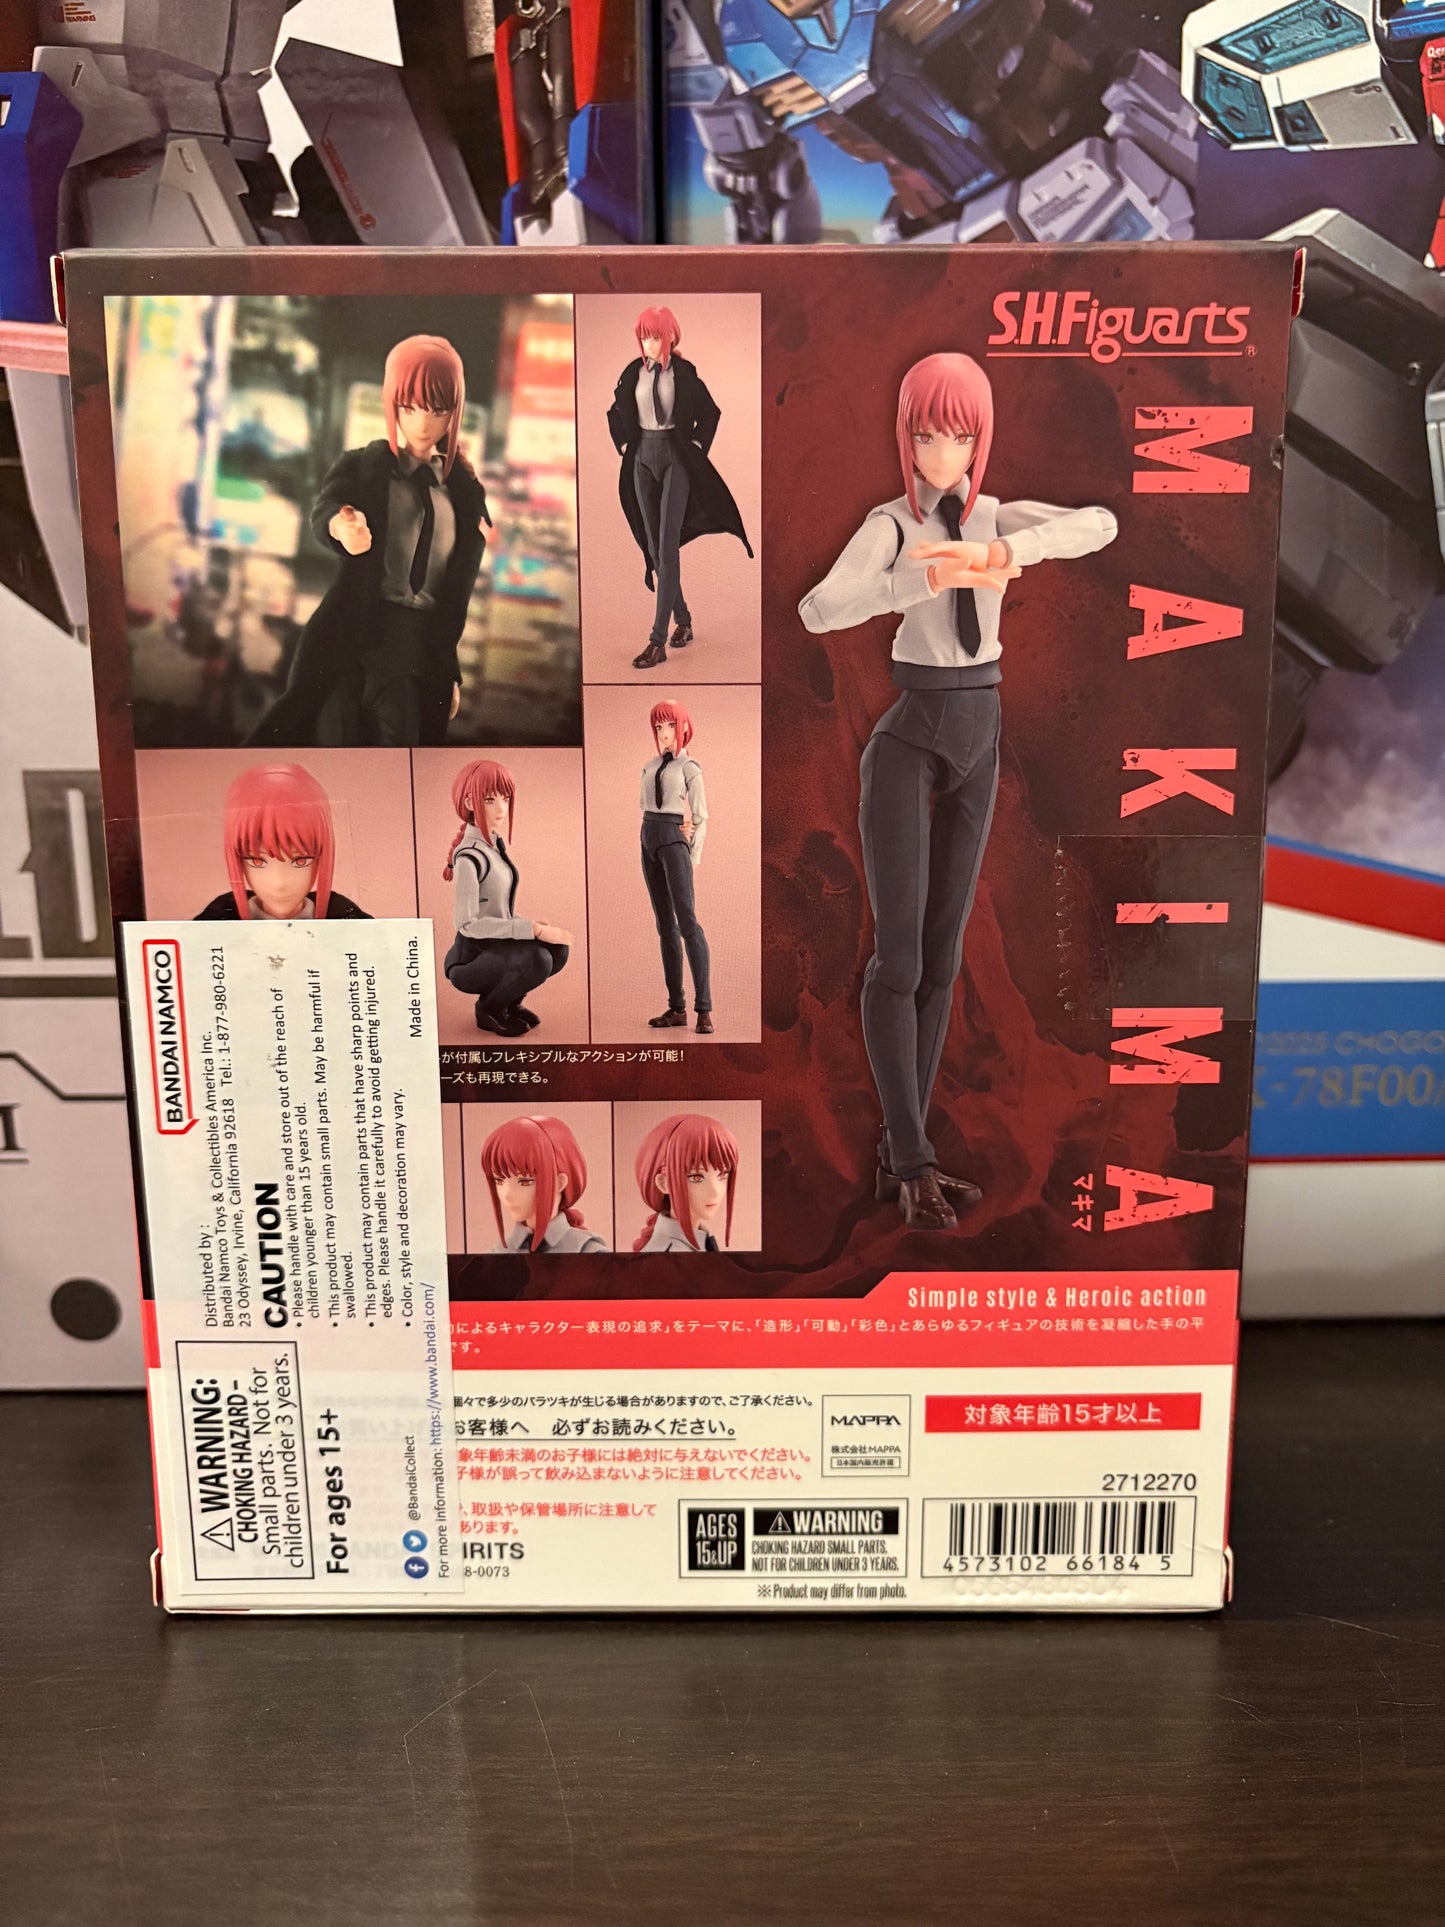 S.H.Figuarts®
MAKIMA
マキマ
が付属しフレキシブルなアクションが可能!
ーズも再現できる。
BANDAI NAMCO
Distributed by :
Bandai Namco Toys & Collectibles America Inc.
23 Odyssey, Irvine, California 92618 Tel.: 1-877-980-6221
CAUTION
• Please handle with care and store out of the reach of
children younger than 15 years old.
• This product may contain small parts. May be harmful if
swallowed.
• This product may contain parts that have sharp points and
edges. Please handle it carefully to avoid getting injured.
• Color, style and decoration may vary.
Made in China.
⚠WARNING:
CHOKING HAZARD –
Small parts. Not for
children under 3 years.
For ages 15+
@BandaiCollect
For more information: https://www.bandai.com/
Simple style & Heroic action
によるキャラクター表現の追求」をテーマに、「造形」「可動」「彩色」とあらゆるフィギュアの技術を凝縮した手の平
です。
個々で多少のバラツキが生じる場合がありますので、ご了承ください。
お客様へ 必ずお読みください。
象年齢未満のお子様には絶対に与えないでください。
子様が誤って飲み込まないように注意してください。
、取扱や保管場所に注意して
あります。
SPIRITS
8-0073
MAPPA
株式会社MAPPA
日本国内販売許諾
対象年齢15才以上
2712270
AGES
15&UP
⚠WARNING
CHOKING HAZARD SMALL PARTS.
NOT FOR CHILDREN UNDER 3 YEARS.
※Product may differ from photo.
4573102 66184 5
2025 CHOGO
-78F00/
WARNING